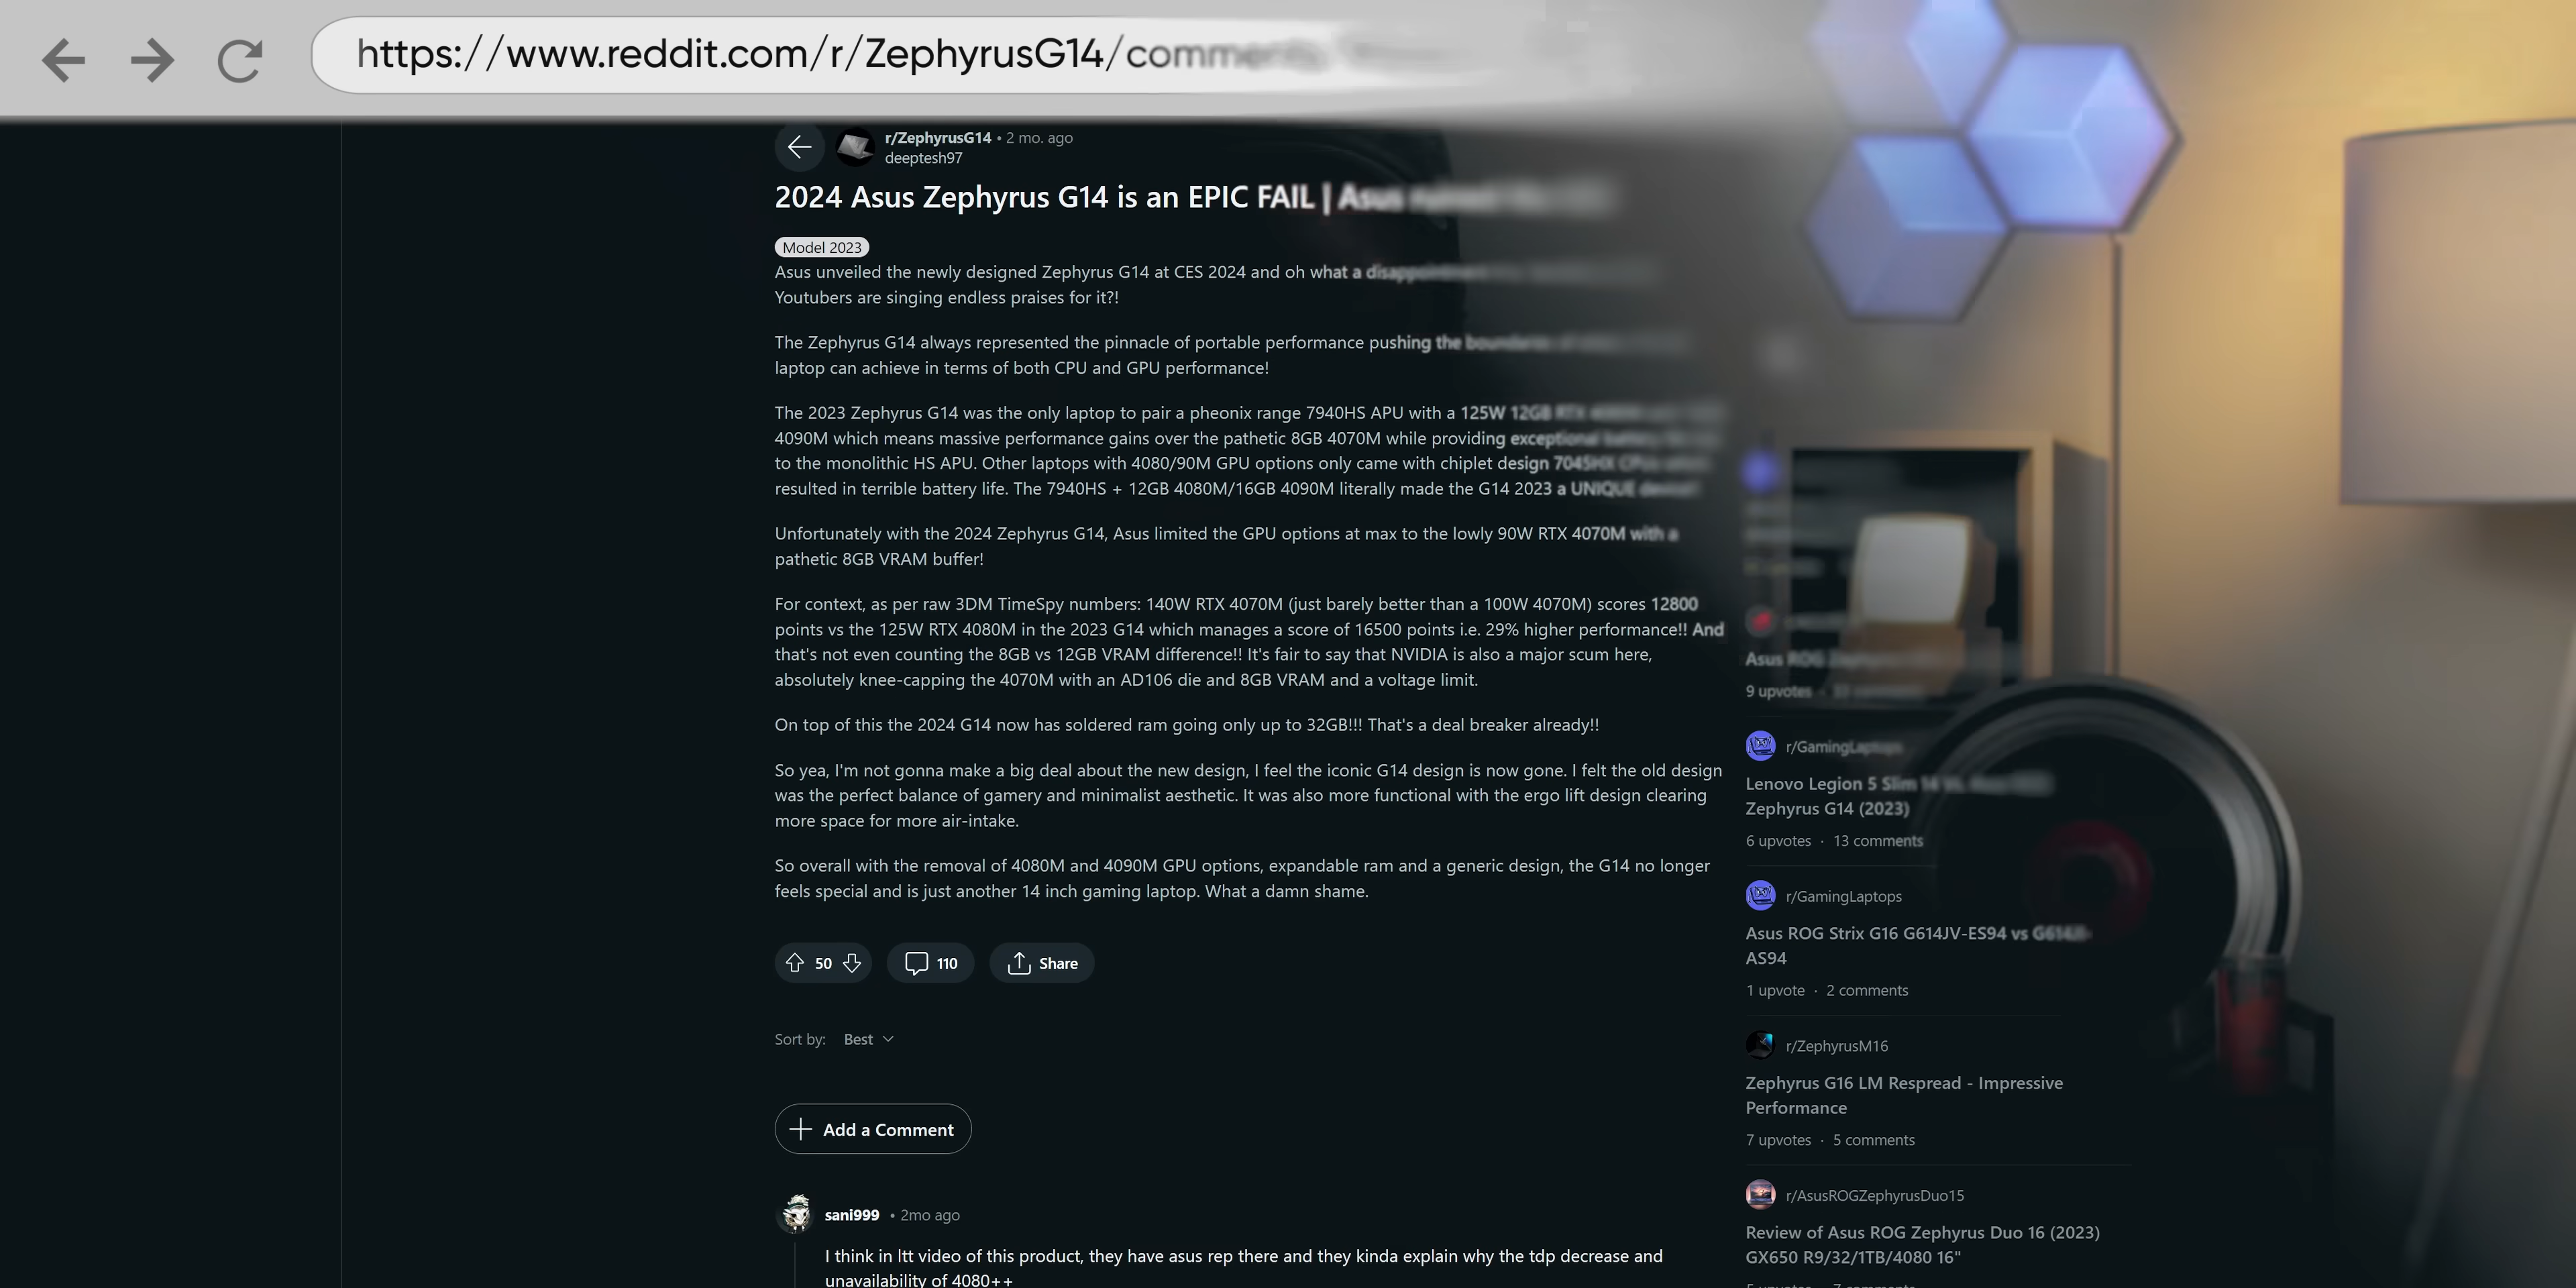 https://www.reddit.com/r/ZephyrusG14/comments
r/ZephyrusG14 • 2 mo. ago
deeptesh97
2024 Asus Zephyrus G14 is an EPIC FAIL | Asus
Model 2023
Asus unveiled the newly designed Zephyrus G14 at CES 2024 and oh what a disappointment
Youtubers are singing endless praises for it?!
The Zephyrus G14 always represented the pinnacle of portable performance pushing the boundaries of
laptop can achieve in terms of both CPU and GPU performance!
The 2023 Zephyrus G14 was the only laptop to pair a pheonix range 7940HS APU with a 125W 12GB RTX
4090M which means massive performance gains over the pathetic 8GB 4070M while providing exceptional battery
to the monolithic HS APU. Other laptops with 4080/90M GPU options only came with chiplet design 7045HX
resulted in terrible battery life. The 7940HS + 12GB 4080M/16GB 4090M literally made the G14 2023 a UNIQUE device!
Unfortunately with the 2024 Zephyrus G14, Asus limited the GPU options at max to the lowly 90W RTX 4070M with a
pathetic 8GB VRAM buffer!
For context, as per raw 3DM TimeSpy numbers: 140W RTX 4070M (just barely better than a 100W 4070M) scores 12800
points vs the 125W RTX 4080M in the 2023 G14 which manages a score of 16500 points i.e. 29% higher performance!! And
that's not even counting the 8GB vs 12GB VRAM difference!! It's fair to say that NVIDIA is also a major scum here,
absolutely knee-capping the 4070M with an AD106 die and 8GB VRAM and a voltage limit.
On top of this the 2024 G14 now has soldered ram going only up to 32GB!!! That's a deal breaker already!!
So yea, I'm not gonna make a big deal about the new design, I feel the iconic G14 design is now gone. I felt the old design
was the perfect balance of gamery and minimalist aesthetic. It was also more functional with the ergo lift design clearing
more space for more air-intake.
So overall with the removal of 4080M and 4090M GPU options, expandable ram and a generic design, the G14 no longer
feels special and is just another 14 inch gaming laptop. What a damn shame.
50
110
Share
Sort by: Best
Add a Comment
sani999 • 2mo ago
I think in ltt video of this product, they have asus rep there and they kinda explain why the tdp decrease and
unavailability of 4080++
Asus ROG Zephyrus
9 upvotes ·
r/GamingLaptops
Lenovo Legion 5 Slim 14 vs.
Zephyrus G14 (2023)
6 upvotes · 13 comments
r/GamingLaptops
Asus ROG Strix G16 G614JV-ES94 vs
AS94
1 upvote · 2 comments
r/ZephyrusM16
Zephyrus G16 LM Respread - Impressive
Performance
7 upvotes · 5 comments
r/AsusROGZephyrusDuo15
Review of Asus ROG Zephyrus Duo 16 (2023)
GX650 R9/32/1TB/4080 16"